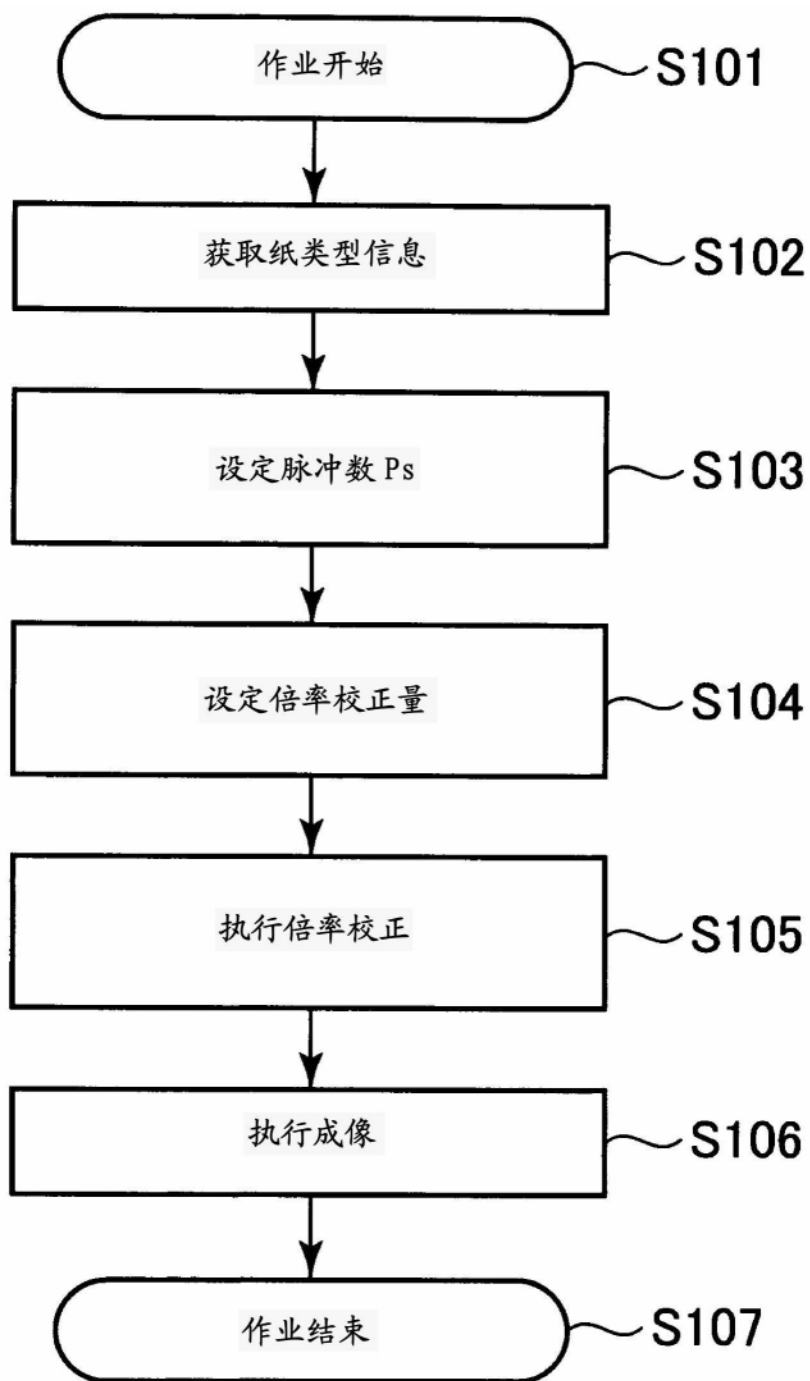 作业开始
S101
获取纸类型信息
S102
设定脉冲数 Ps
S103
设定倍率校正量
S104
执行倍率校正
S105
执行成像
S106
作业结束
S107